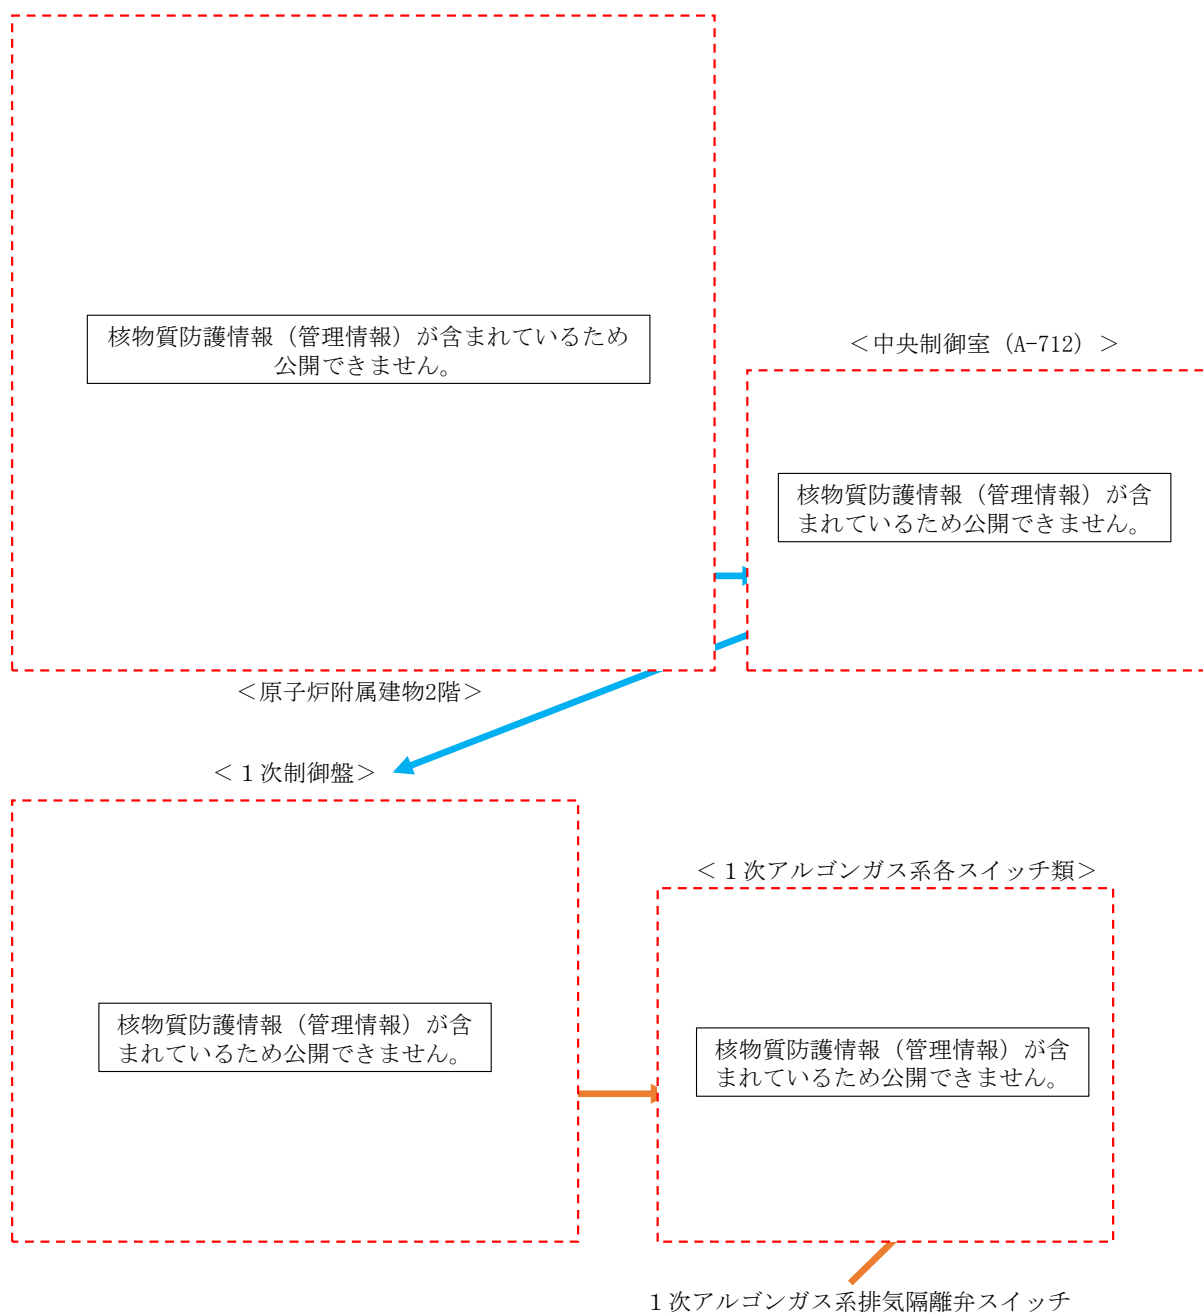 核物質防護情報（管理情報）が含まれているため
公開できません。
＜中央制御室（A-712）＞
核物質防護情報（管理情報）が含
まれているため公開できません。
＜原子炉附属建物2階＞
＜１次制御盤＞
核物質防護情報（管理情報）が含
まれているため公開できません。
＜１次アルゴンガス系各スイッチ類＞
核物質防護情報（管理情報）が含
まれているため公開できません。
１次アルゴンガス系排気隔離弁スイッチ